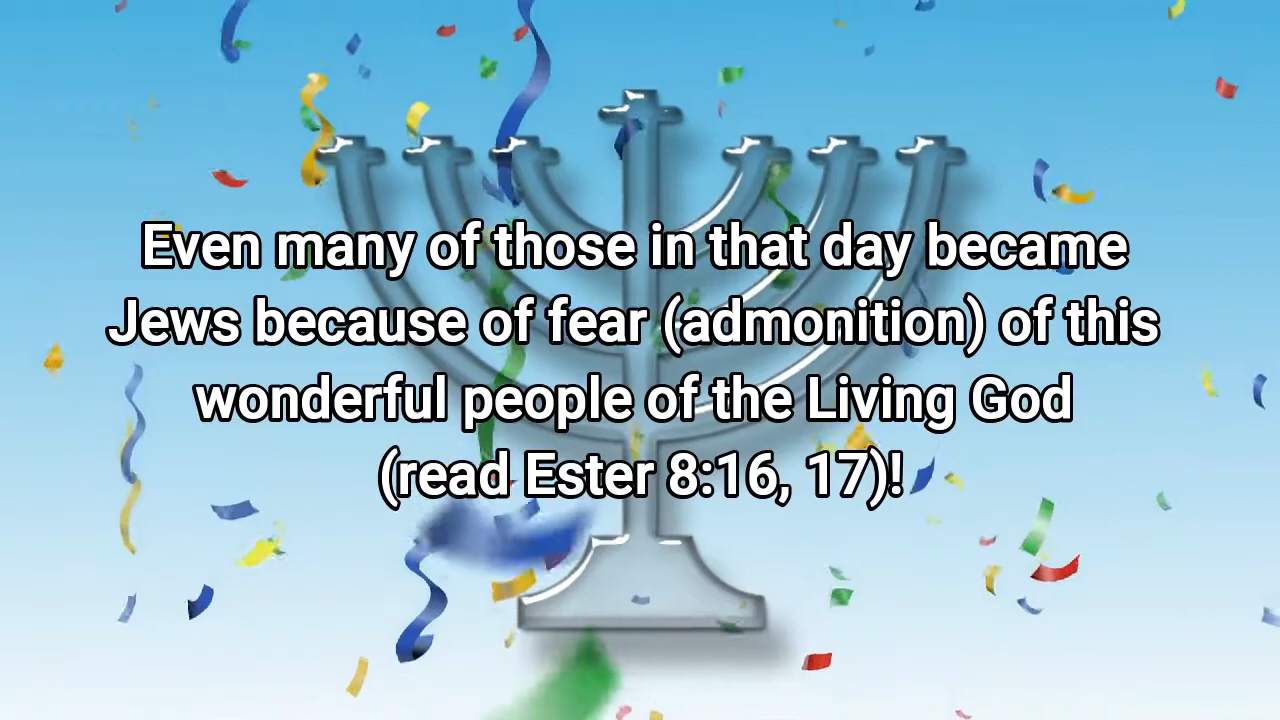 Even many of those in that day became
Jews because of fear (admonition) of this
wonderful people of the Living God
(read Ester 8:16, 17)!